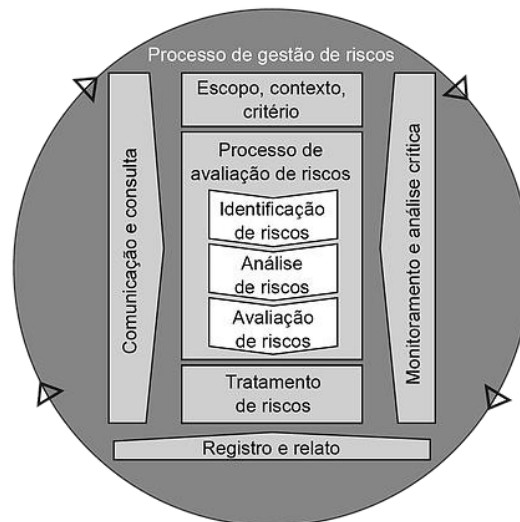 Processo de gestão de riscos
Escopo, contexto,
critério
Processo de
avaliação de riscos
Identificação
de riscos
Análise
de riscos
Avaliação
de riscos
Tratamento
de riscos
Comunicação e consulta
Monitoramento e análise crítica
Registro e relato